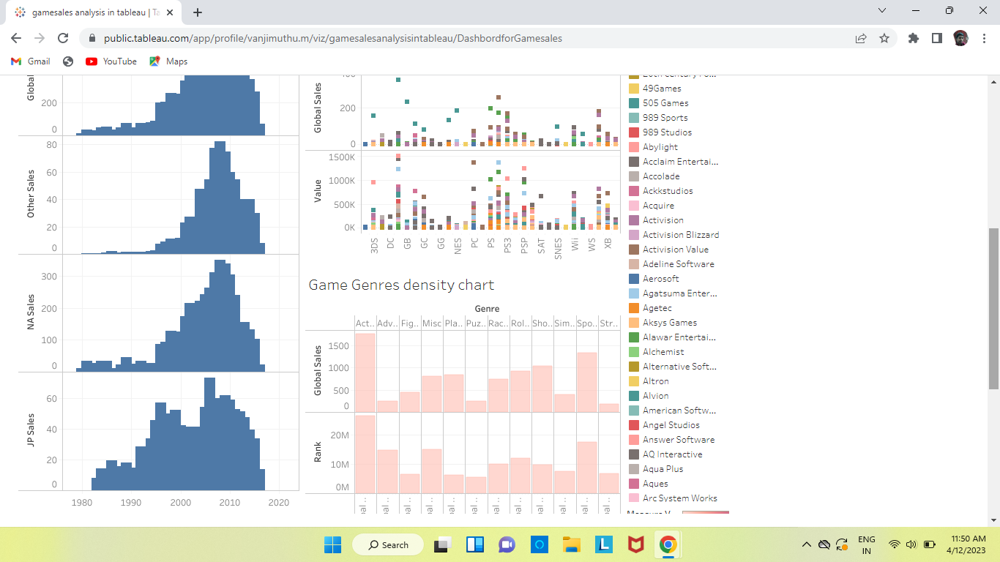 gamesales analysis in tableau | Ta
public.tableau.com/app/profile/vanjimuthu.m/viz/gamesalesanalysisintableau/DashbordforGamesales
Gmail
YouTube
Maps
Global
200
0
Other Sales
80
60
40
20
0
NA Sales
300
200
100
0
JP Sales
60
40
20
0
1980 1990 2000 2010 2020
Global Sales
200
0
Value
1500K
1000K
500K
0K
3DS DC GB GC GG NES PC PS PS3 PSP SAT SNES Wii WS XB
Game Genres density chart
Genre
Act.. Adv.. Fig.. Misc Pla.. Puz.. Rac.. Rol.. Sho.. Sim.. Spo.. Str..
Global Sales
1500
1000
500
0
Rank
20M
10M
0M
49Games
505 Games
989 Sports
989 Studios
Abylight
Acclaim Entertai...
Accolade
Ackkstudios
Acquire
Activision
Activision Blizzard
Activision Value
Adeline Software
Aerosoft
Agatsuma Enter...
Agetec
Aksys Games
Alawar Entertai...
Alchemist
Alternative Soft...
Altron
Alvion
American Softw...
Angel Studios
Answer Software
AQ Interactive
Aqua Plus
Aques
Arc System Works
Search
ENG
IN
11:50 AM
4/12/2023